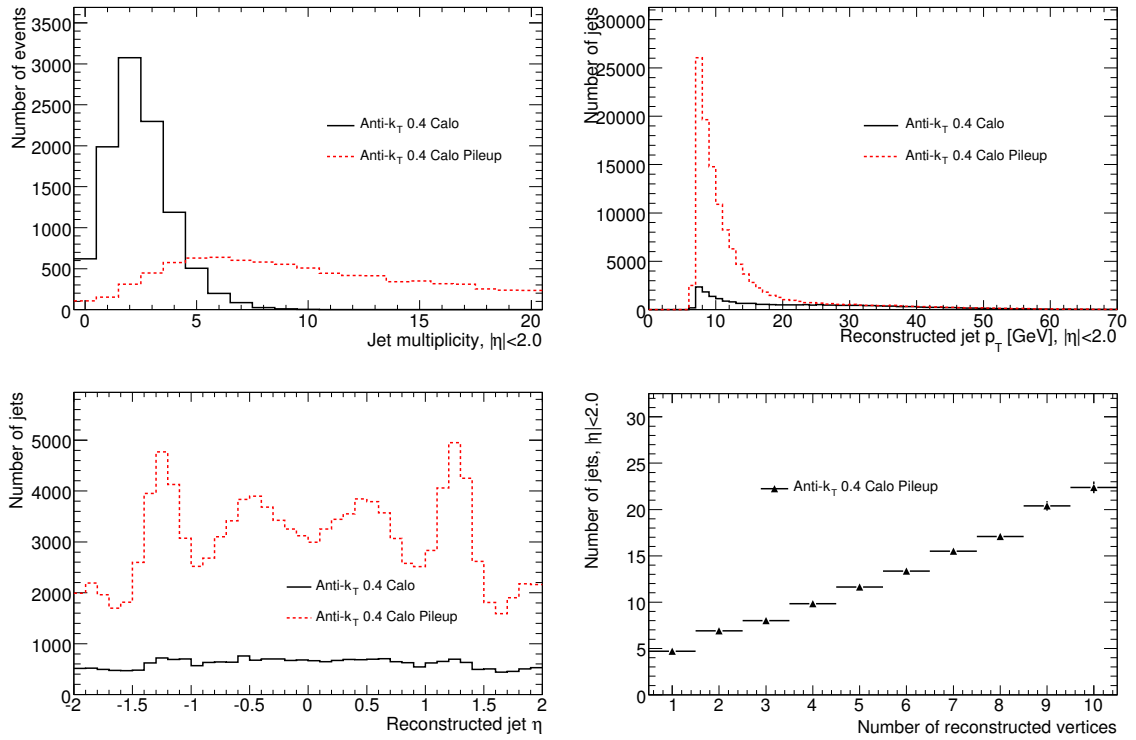 Number of events
3500
3000
2500
2000
1500
1000
500
0
Anti-k_T 0.4 Calo
Anti-k_T 0.4 Calo Pileup
0 5 10 15 20
Jet multiplicity, |η|<2.0
Number of jets
30000
25000
20000
15000
10000
5000
0
Anti-k_T 0.4 Calo
Anti-k_T 0.4 Calo Pileup
0 10 20 30 40 50 60 70
Reconstructed jet p_T [GeV], |η|<2.0
Number of jets
5000
4000
3000
2000
1000
0
Anti-k_T 0.4 Calo
Anti-k_T 0.4 Calo Pileup
-2 -1.5 -1 -0.5 0 0.5 1 1.5 2
Reconstructed jet η
Number of jets, |η|<2.0
30
25
20
15
10
5
0
Anti-k_T 0.4 Calo Pileup
1 2 3 4 5 6 7 8 9 10
Number of reconstructed vertices